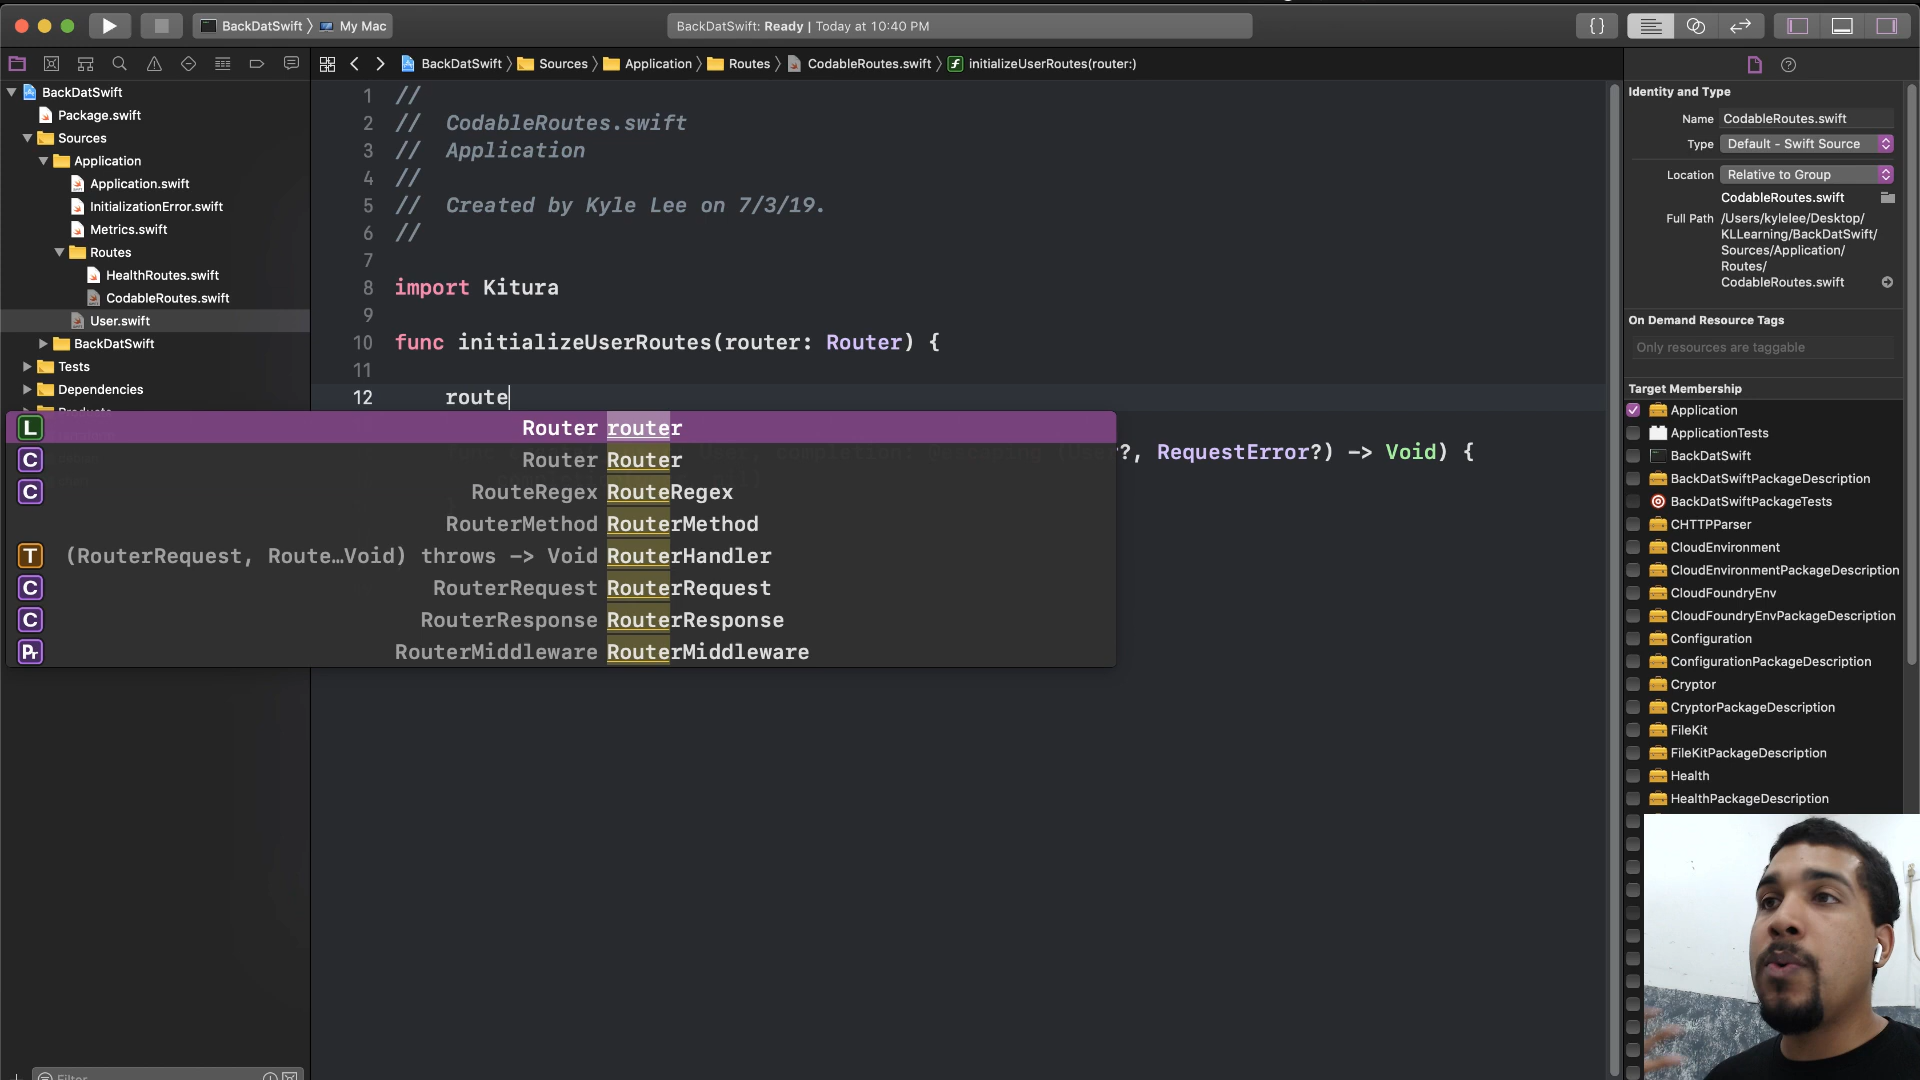 BackDatSwift
My Mac
BackDatSwift: Ready | Today at 10:40 PM
BackDatSwift
Sources
Application
Routes
CodableRoutes.swift
initializeUserRoutes(router:)
BackDatSwift
Package.swift
Sources
Application
Application.swift
InitializationError.swift
Metrics.swift
Routes
HealthRoutes.swift
CodableRoutes.swift
User.swift
BackDatSwift
Tests
Dependencies
1 //
2 // CodableRoutes.swift
3 // Application
4 //
5 // Created by Kyle Lee on 7/3/19.
6 //
7
8 import Kitura
9
10 func initializeUserRoutes(router: Router) {
11
12 route
?, RequestError?) -> Void) {
L Router router
C Router Router
C RouteRegex RouteRegex
RouterMethod RouterMethod
T (RouterRequest, Route…Void) throws -> Void RouterHandler
C RouterRequest RouterRequest
C RouterResponse RouterResponse
Pr RouterMiddleware RouterMiddleware
Filter
Identity and Type
Name CodableRoutes.swift
Type Default - Swift Source
Location Relative to Group
CodableRoutes.swift
Full Path /Users/kylelee/Desktop/
KLLearning/BackDatSwift/
Sources/Application/
Routes/
CodableRoutes.swift
On Demand Resource Tags
Only resources are taggable
Target Membership
Application
ApplicationTests
BackDatSwift
BackDatSwiftPackageDescription
BackDatSwiftPackageTests
CHTTPParser
CloudEnvironment
CloudEnvironmentPackageDescription
CloudFoundryEnv
CloudFoundryEnvPackageDescription
Configuration
ConfigurationPackageDescription
Cryptor
CryptorPackageDescription
FileKit
FileKitPackageDescription
Health
HealthPackageDescription